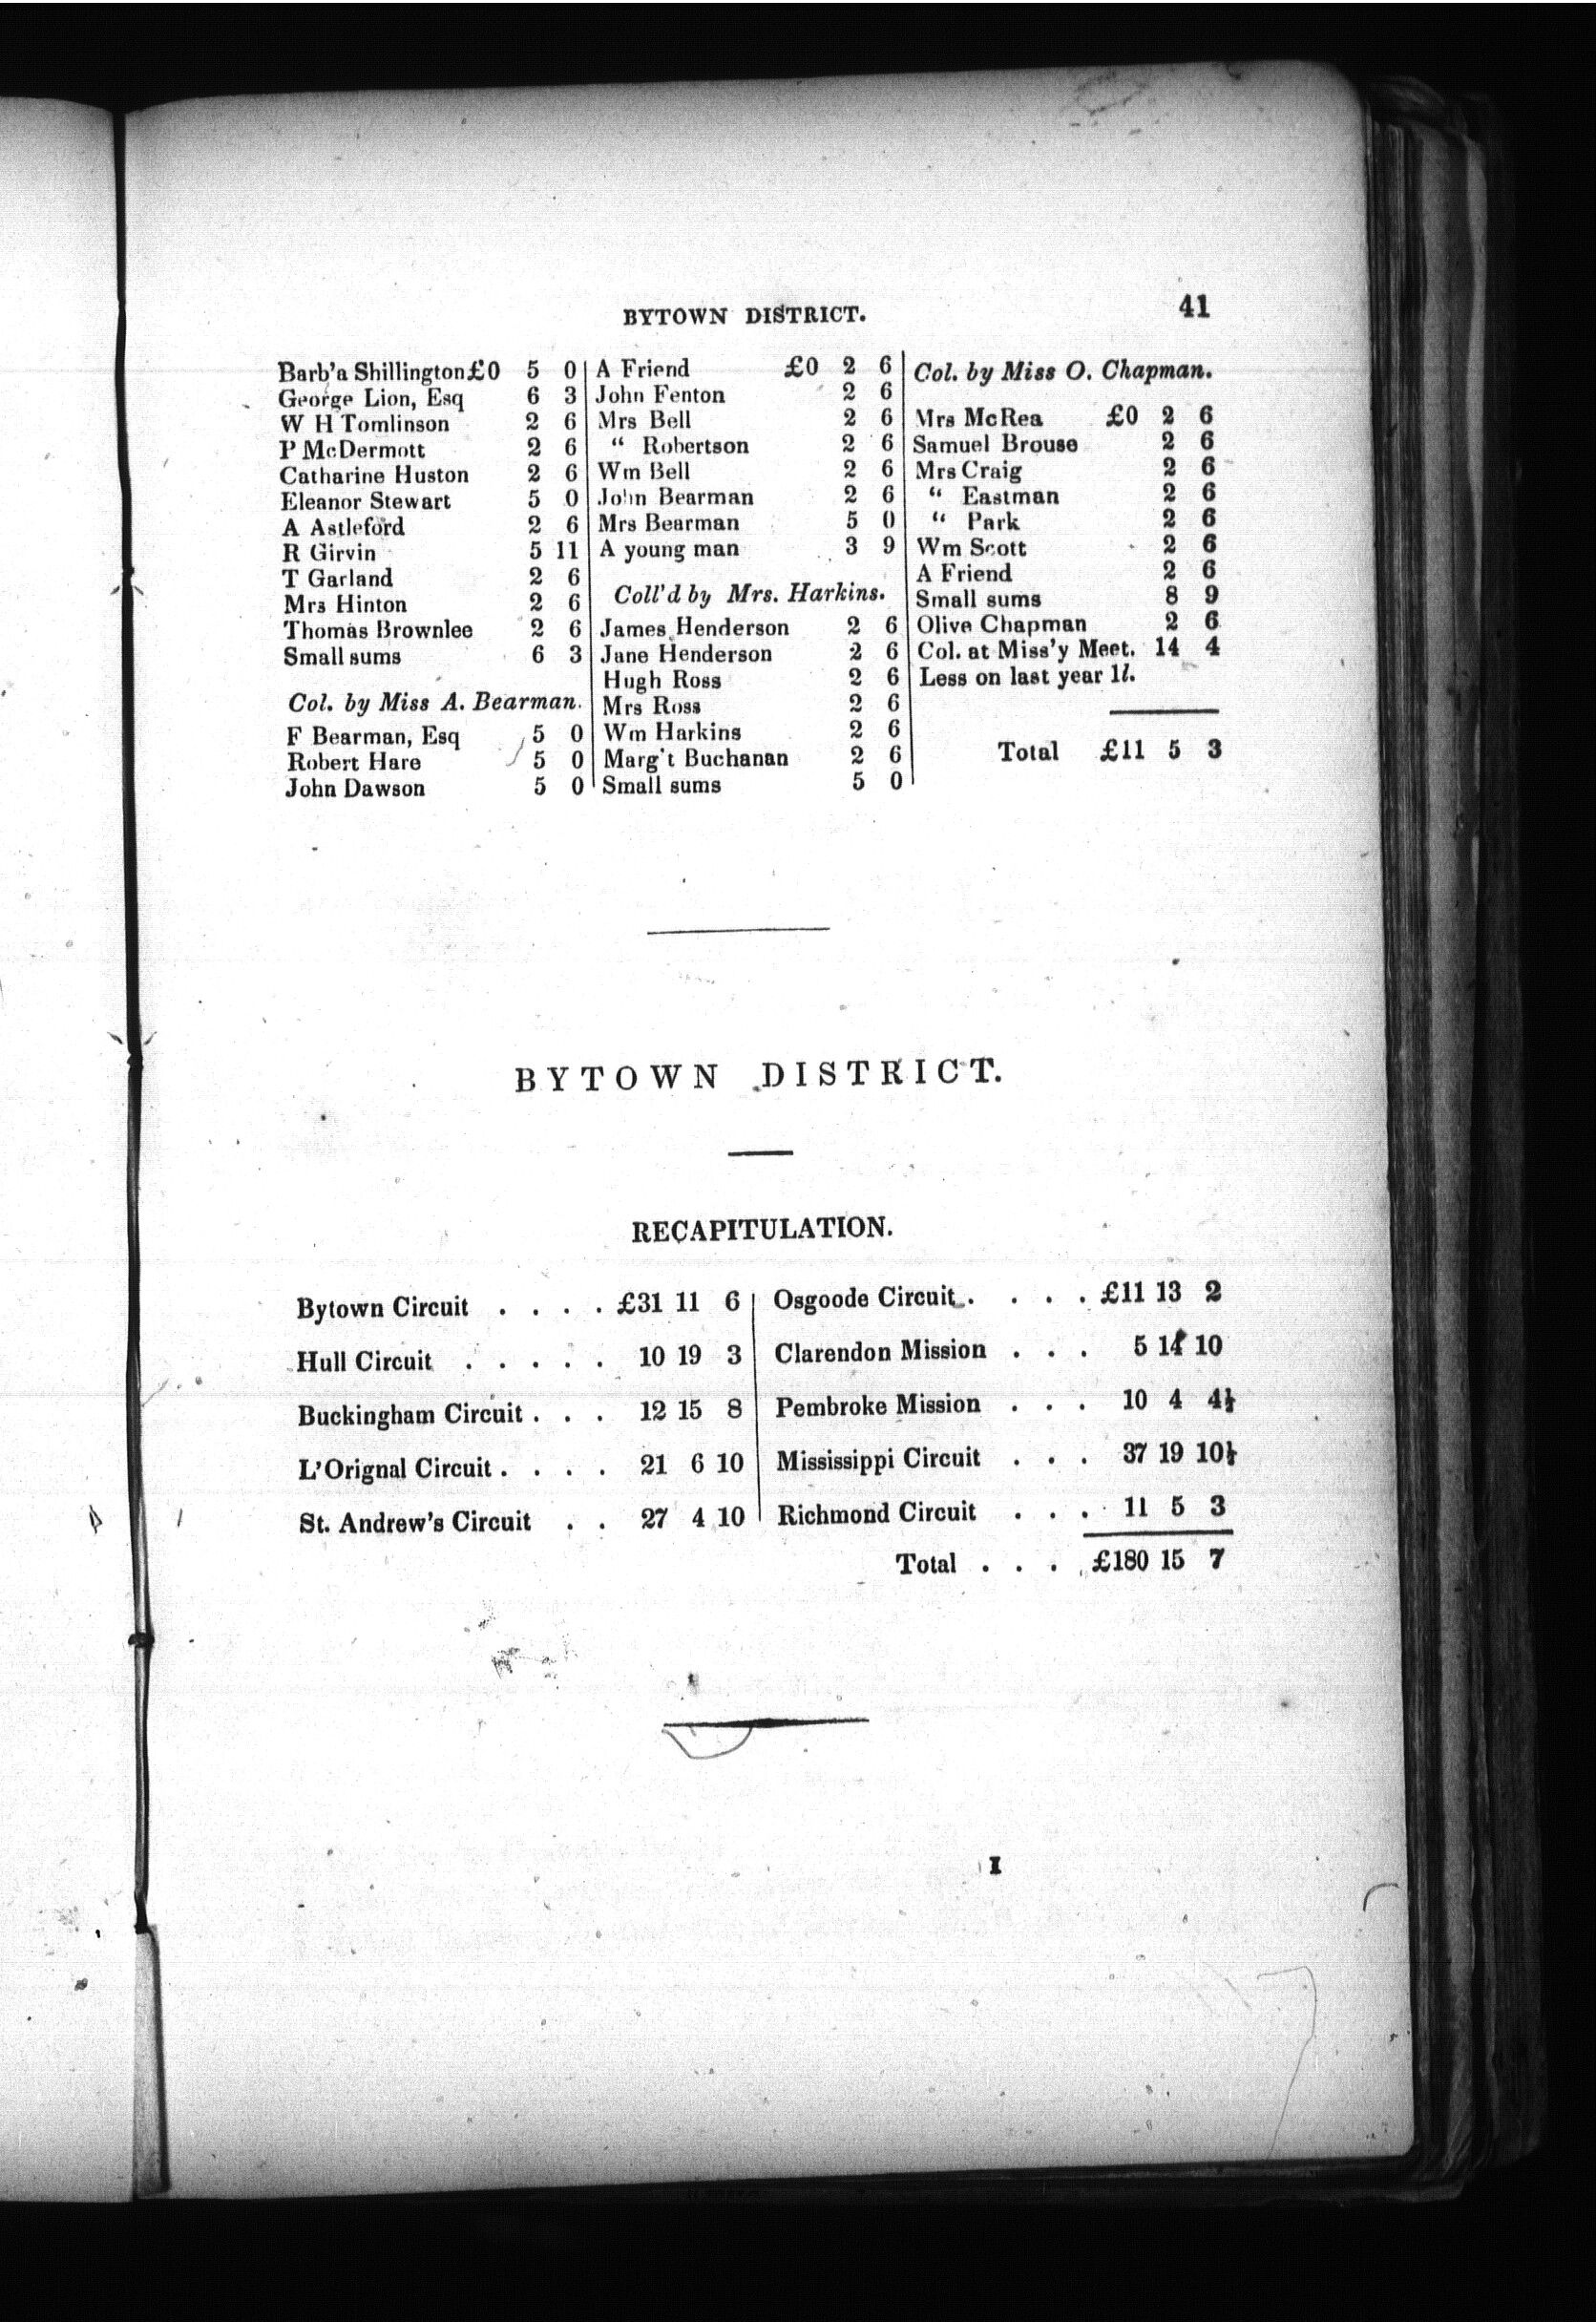 BYTOWN DISTRICT. 41
Barb'a Shillington £0 5 0
George Lion, Esq 6 3
W H Tomlinson 2 6
P McDermott 2 6
Catharine Huston 2 6
Eleanor Stewart 5 0
A Astleford 2 6
R Girvin 5 11
T Garland 2 6
Mrs Hinton 2 6
Thomas Brownlee 2 6
Small sums 6 3
Col. by Miss A. Bearman.
F Bearman, Esq 5 0
Robert Hare 5 0
John Dawson 5 0
A Friend £0 2 6
John Fenton 2 6
Mrs Bell 2 6
" Robertson 2 6
Wm Bell 2 6
John Bearman 2 6
Mrs Bearman 5 0
A young man 3 9
Coll'd by Mrs. Harkins.
James Henderson 2 6
Jane Henderson 2 6
Hugh Ross 2 6
Mrs Ross 2 6
Wm Harkins 2 6
Marg't Buchanan 2 6
Small sums 5 0
Col. by Miss O. Chapman.
Mrs McRea £0 2 6
Samuel Brouse 2 6
Mrs Craig 2 6
" Eastman 2 6
" Park 2 6
Wm Scott 2 6
A Friend 2 6
Small sums 8 9
Olive Chapman 2 6
Col. at Miss'y Meet. 14 4
Less on last year 1l.
Total £11 5 3
BYTOWN DISTRICT.
RECAPITULATION.
Bytown Circuit . . . . £31 11 6
Hull Circuit . . . . . 10 19 3
Buckingham Circuit . . . 12 15 8
L'Orignal Circuit . . . . 21 6 10
St. Andrew's Circuit . . 27 4 10
Osgoode Circuit . . . . £11 13 2
Clarendon Mission . . . 5 14 10
Pembroke Mission . . . 10 4 4½
Mississippi Circuit . . . 37 19 10½
Richmond Circuit . . . 11 5 3
Total . . . £180 15 7
I